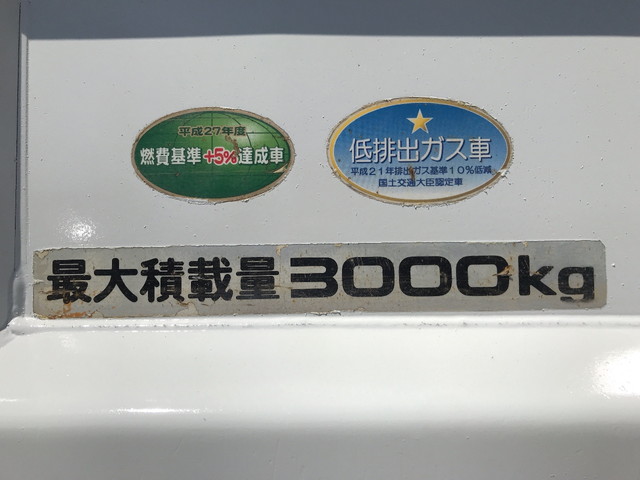 平成27年度
燃費基準+5%達成車
低排出ガス車
平成21年排出ガス基準10%低減
国土交通大臣認定車
最大積載量3000kg